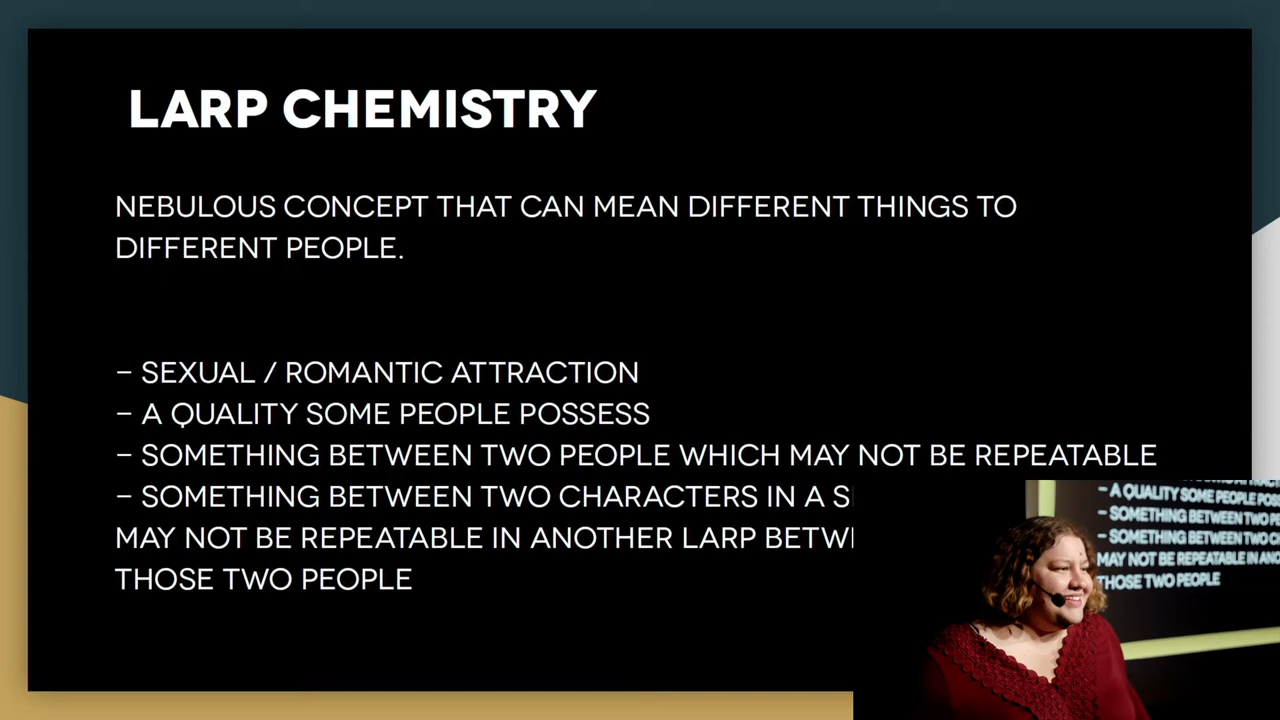 LARP CHEMISTRY
NEBULOUS CONCEPT THAT CAN MEAN DIFFERENT THINGS TO
DIFFERENT PEOPLE.
– SEXUAL / ROMANTIC ATTRACTION
– A QUALITY SOME PEOPLE POSSESS
– SOMETHING BETWEEN TWO PEOPLE WHICH MAY NOT BE REPEATABLE
– SOMETHING BETWEEN TWO CHARACTERS IN A
MAY NOT BE REPEATABLE IN ANOTHER LARP
THOSE TWO PEOPLE
– A QUALITY SOME PEOPLE
– SOMETHING BETWEEN TWO
– SOMETHING BETWEEN TWO
MAY NOT BE REPEATABLE IN
THOSE TWO PEOPLE